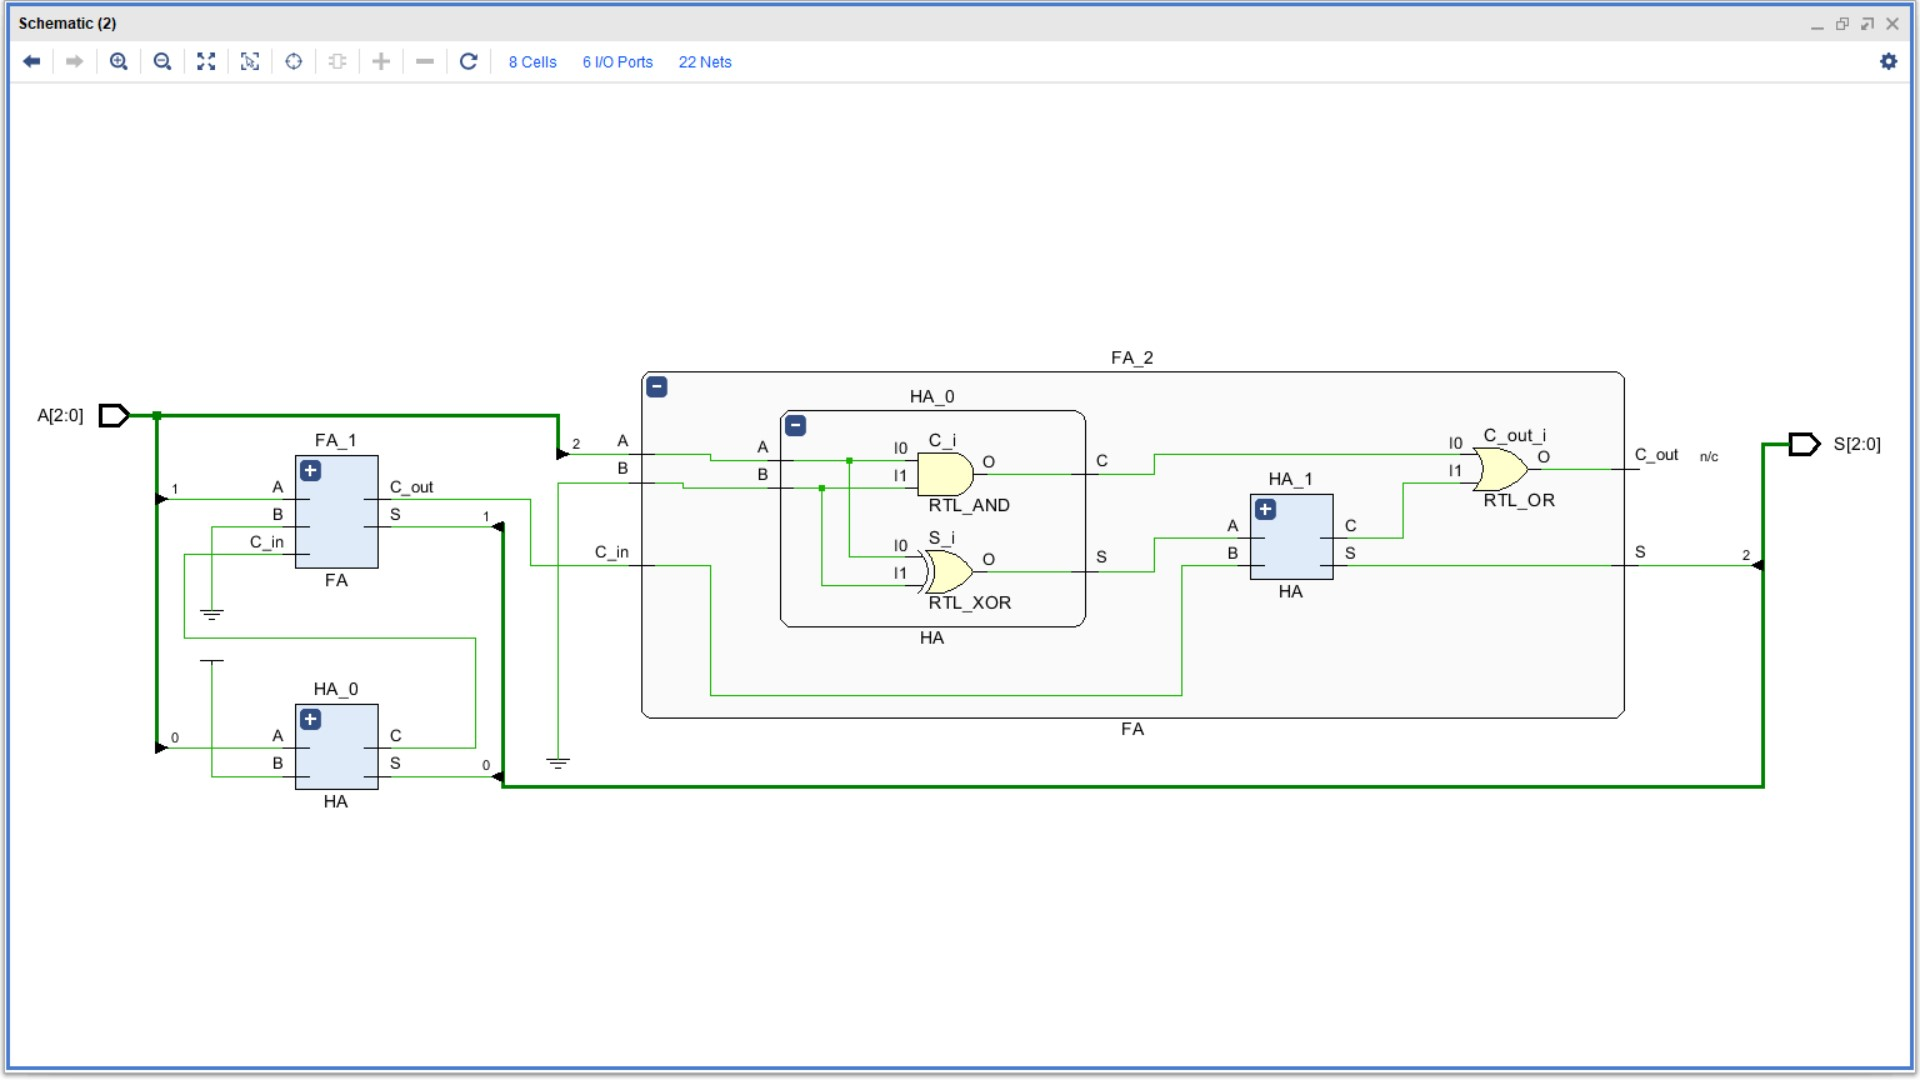 Schematic (2)
8 Cells 6 I/O Ports 22 Nets
FA_2
HA_0
A[2:0]
FA_1
2 A
B
A
B
I0 C_i
I1
O
RTL_AND
C
I0 C_out_i
I1
O
RTL_OR
C_out n/c
S[2:0]
1 A
B
C_in
C_out
S 1
FA
C_in
I0 S_i
I1
O
RTL_XOR
S
HA
HA_1
A
B
C
S
HA
S
2
HA_0
0 A
B
C
S 0
HA
FA